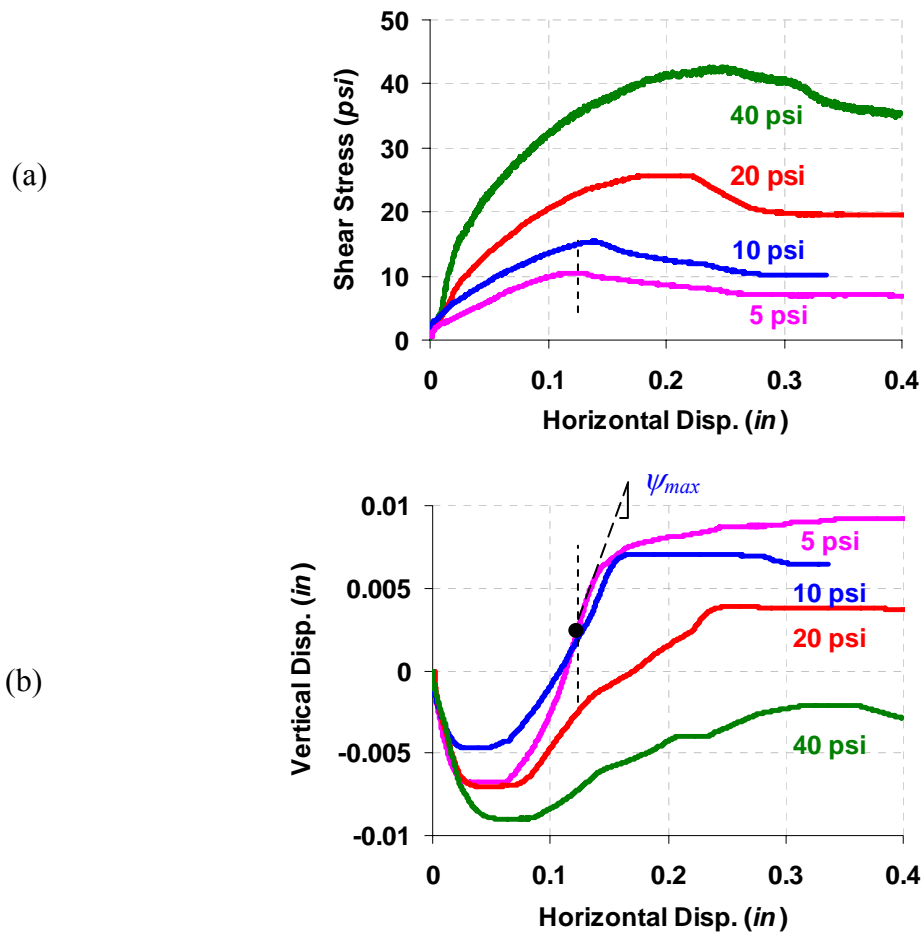 (a)
Shear Stress (psi)
50
40
30
20
10
0
40 psi
20 psi
10 psi
5 psi
0 0.1 0.2 0.3 0.4
Horizontal Disp. (in)
(b)
Vertical Disp. (in)
0.01
0.005
0
-0.005
-0.01
ψmax
5 psi
10 psi
20 psi
40 psi
0 0.1 0.2 0.3 0.4
Horizontal Disp. (in)